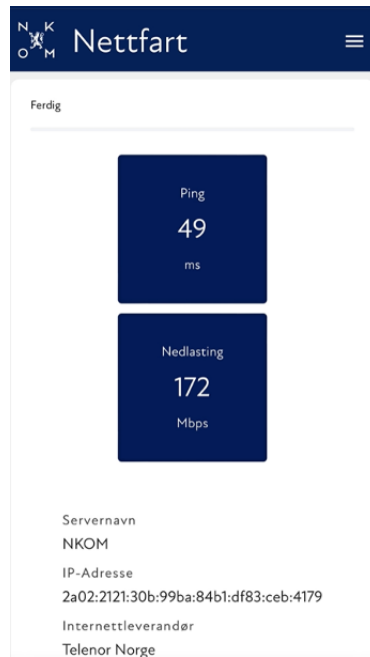 N K
O M
Nettfart
Ferdig
Ping
49
ms
Nedlasting
172
Mbps
Servernavn
NKOM
IP-Adresse
2a02:2121:30b:99ba:84b1:df83:ceb:4179
Internettleverandør
Telenor Norge